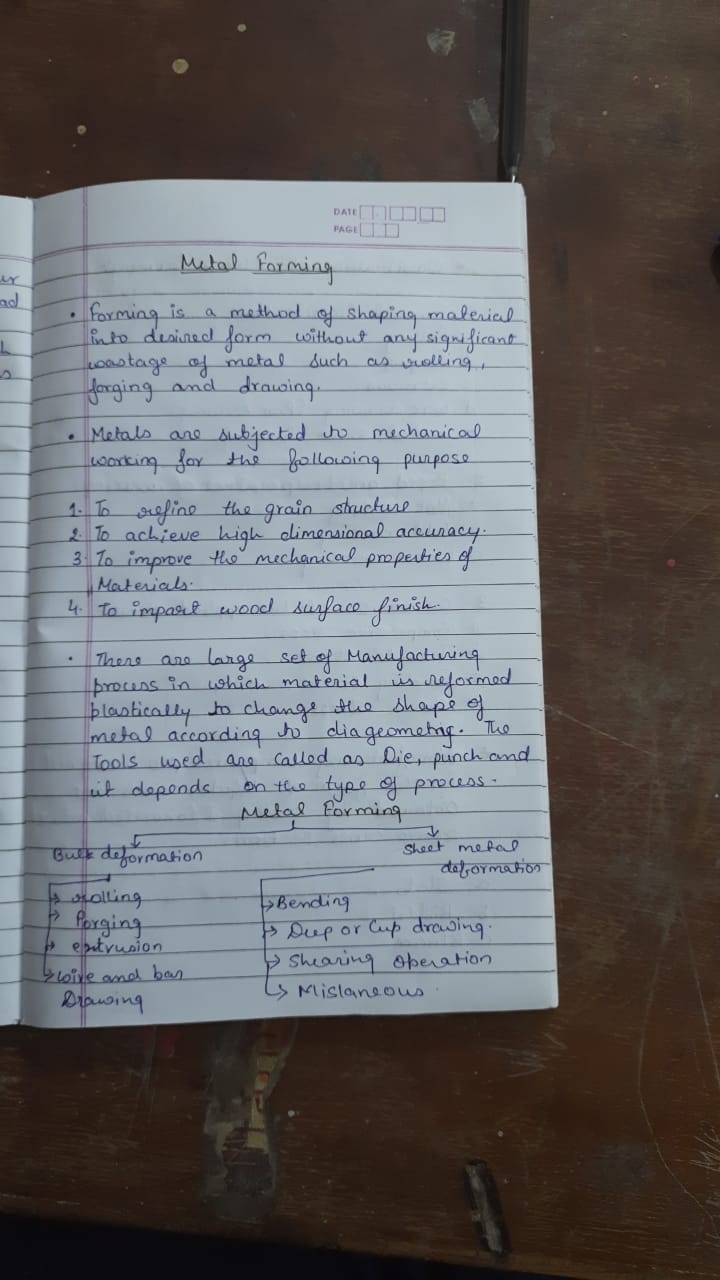 DATE
PAGE
Metal Forming
• Forming is a method of shaping material
into desired form without any significant
wastage of metal such as rolling,
forging and drawing.
• Metals are subjected to mechanical
working for the following purpose
1. To refine the grain structure
2. To achieve high dimensional accuracy.
3. To improve the mechanical properties of
Materials.
4. To impart wood surface finish.
• There are large set of Manufacturing
process in which material is reformed
plastically to change the shape of
metal according to diageometry. The
Tools used are called as Die, punch and
it depends on the type of process.
Metal Forming
Bulk deformation
Sheet metal
deformation
→ rolling
→ Forging
→ extrusion
→ wire and bar
Drawing
→ Bending
→ Deep or Cup drawing.
→ Shearing Operation
→ Mislaneous.